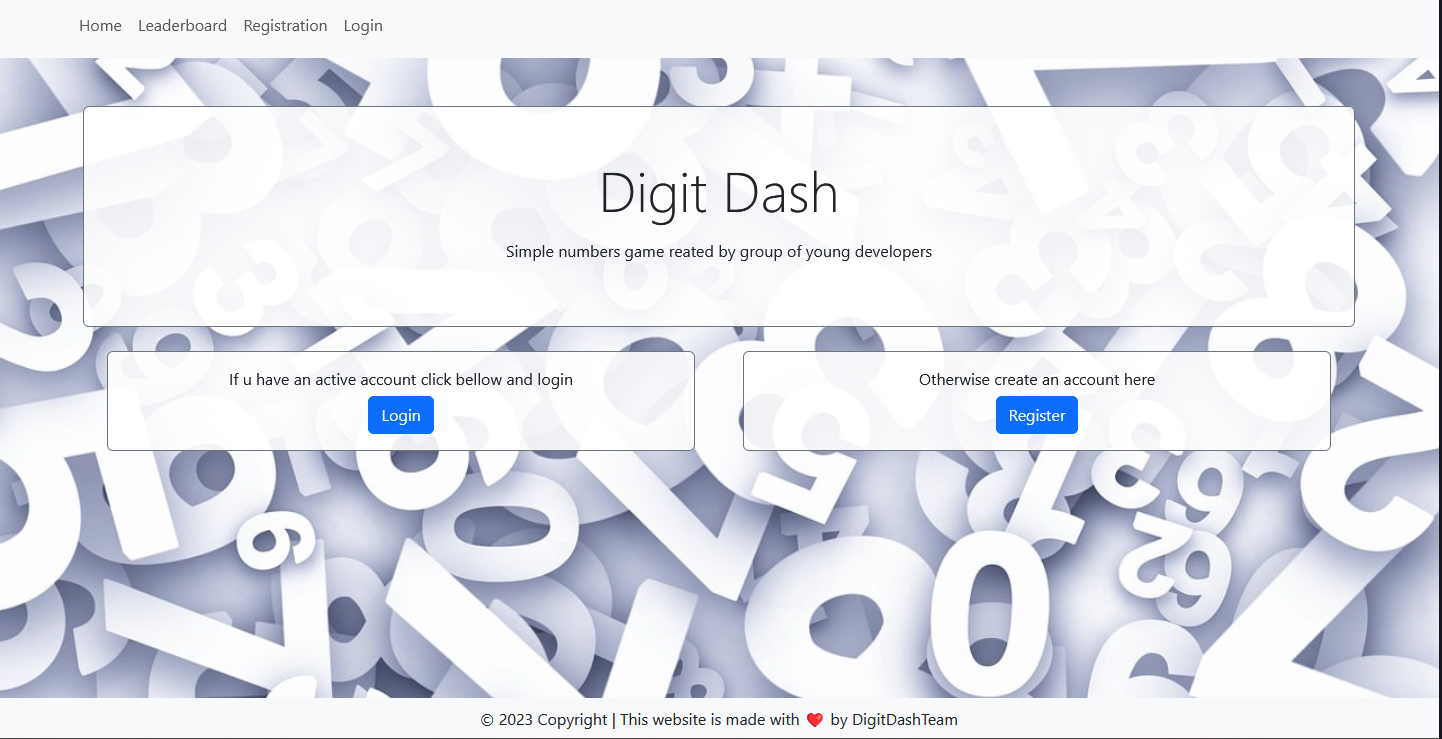 Home Leaderboard Registration Login
Digit Dash
Simple numbers game reated by group of young developers
If u have an active account click bellow and login
Login
Otherwise create an account here
Register
© 2023 Copyright | This website is made with ❤️ by DigitDashTeam